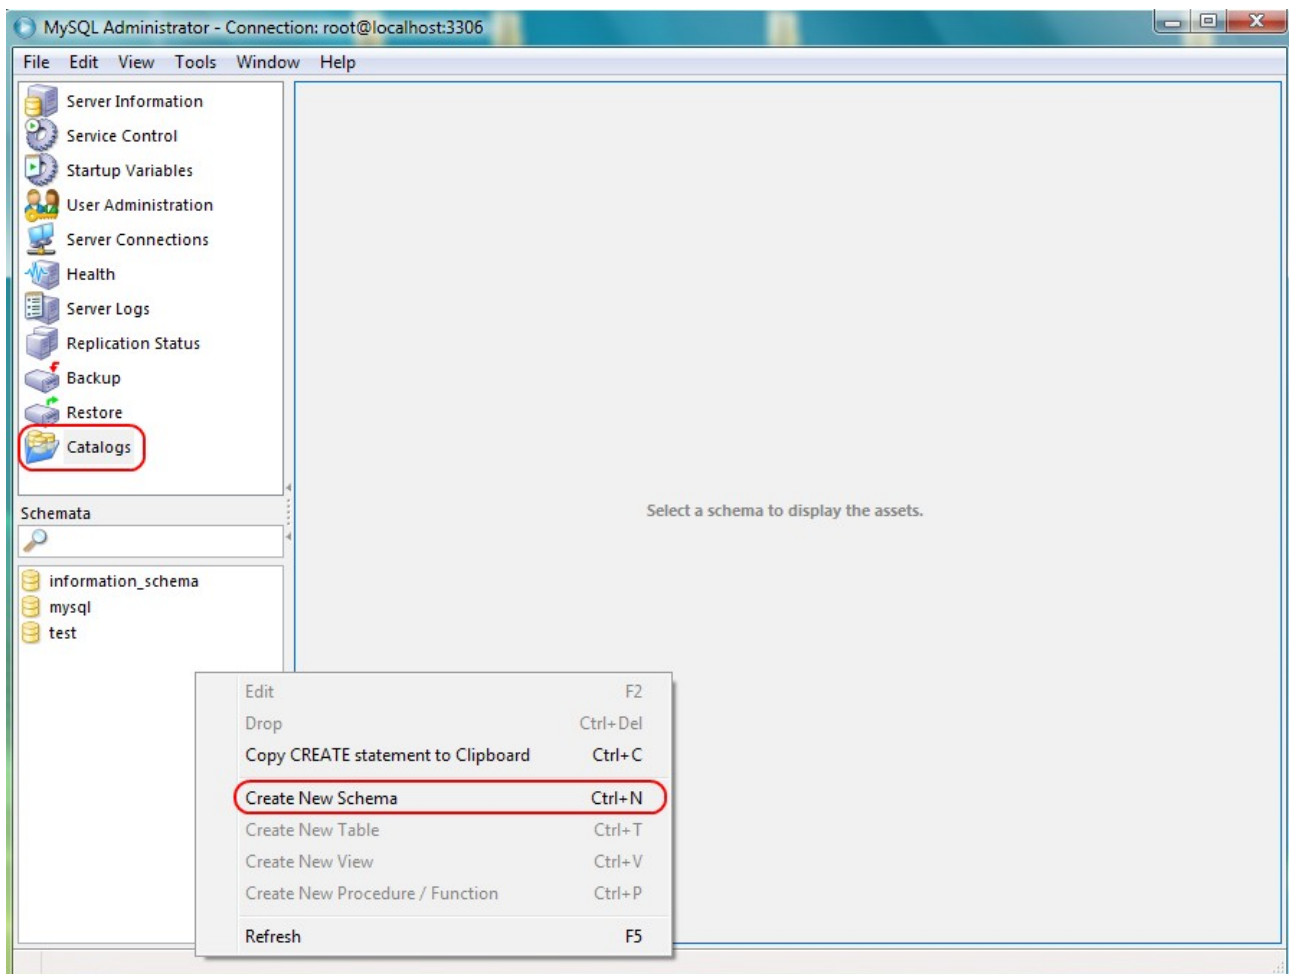 MySQL Administrator - Connection: root@localhost:3306
File Edit View Tools Window Help
Server Information
Service Control
Startup Variables
User Administration
Server Connections
Health
Server Logs
Replication Status
Backup
Restore
Catalogs
Schemata
Select a schema to display the assets.
information_schema
mysql
test
Edit F2
Drop Ctrl+Del
Copy CREATE statement to Clipboard Ctrl+C
Create New Schema Ctrl+N
Create New Table Ctrl+T
Create New View Ctrl+V
Create New Procedure / Function Ctrl+P
Refresh F5